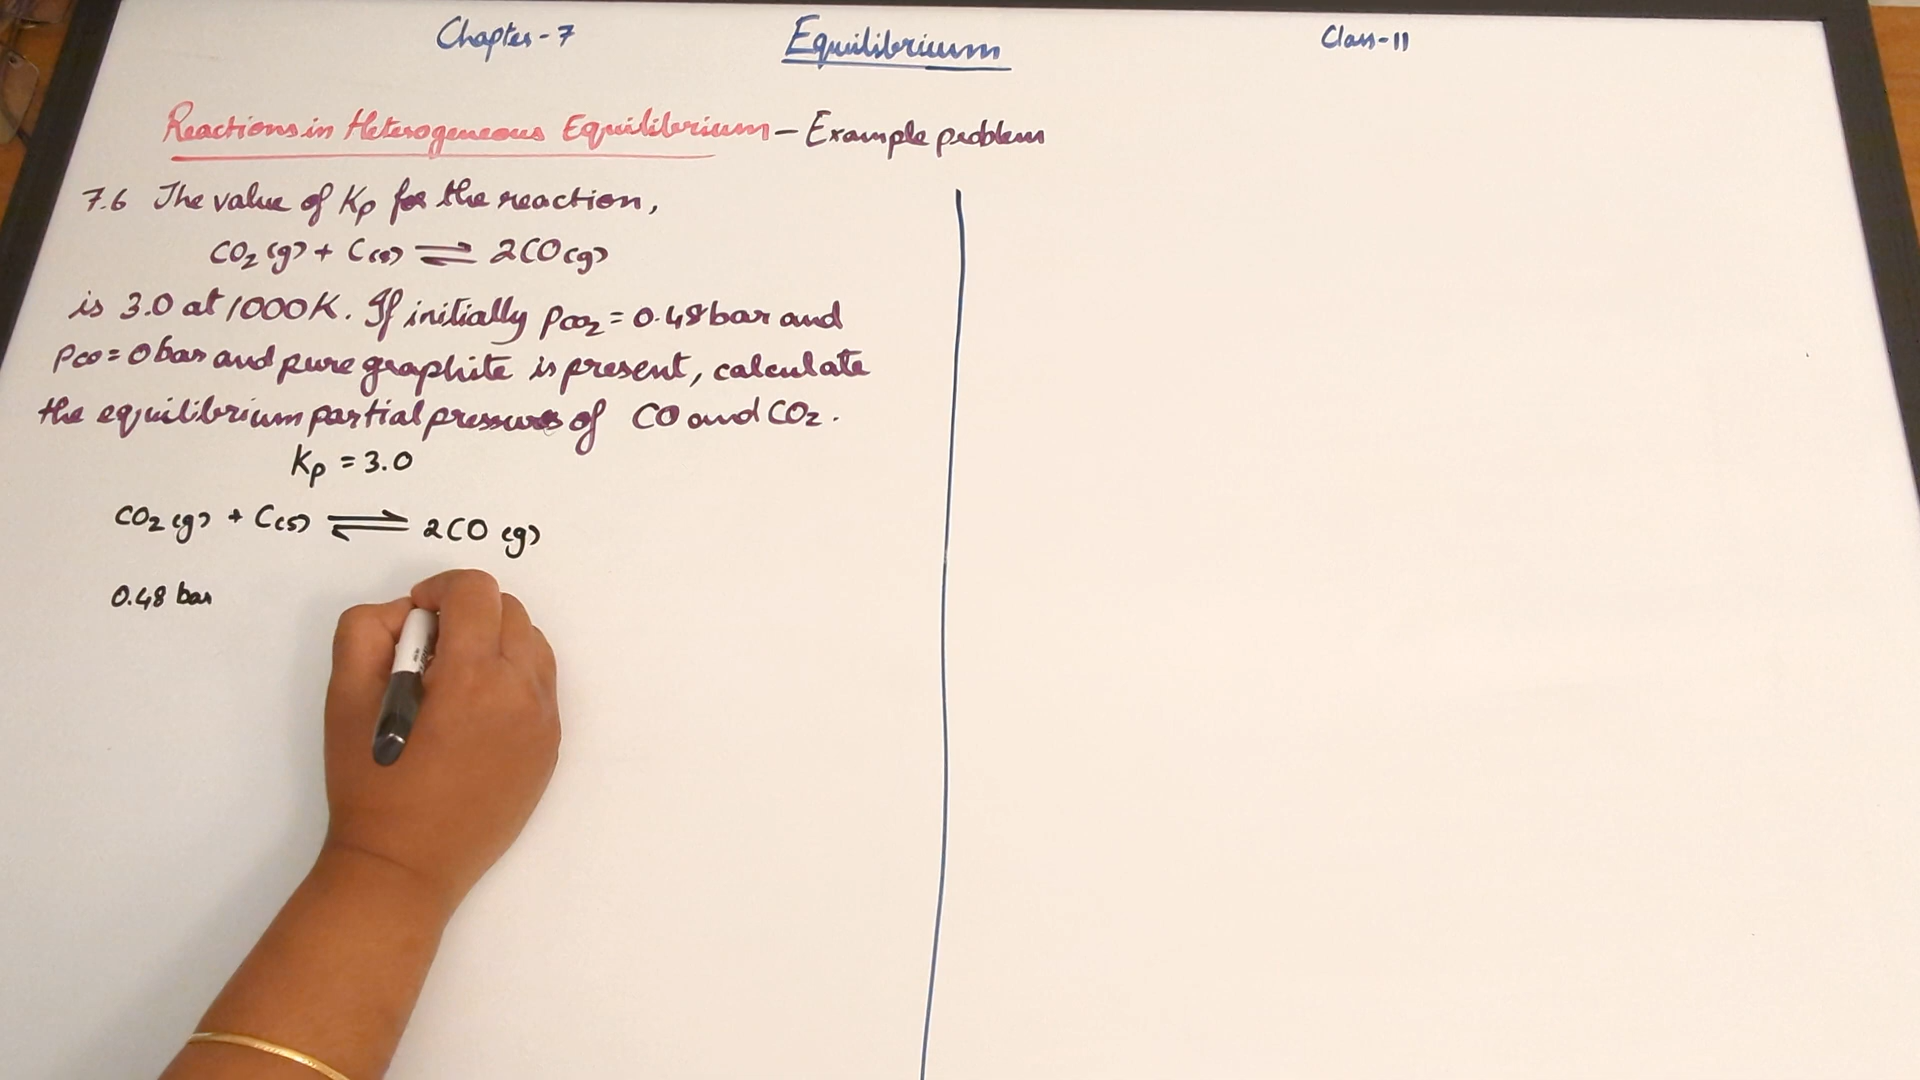 Chapter-7 Equilibrium Class-11
Reactions in Heterogeneous Equilibrium - Example problem
7.6 The value of Kp for the reaction,
CO₂(g) + C(s) ⇌ 2CO(g)
is 3.0 at 1000K. If initially pCO₂ = 0.48 bar and
pCO = 0 bar and pure graphite is present, calculate
the equilibrium partial pressures of CO and CO₂.
Kp = 3.0
CO₂(g) + C(s) ⇌ 2CO (g)
0.48 bar